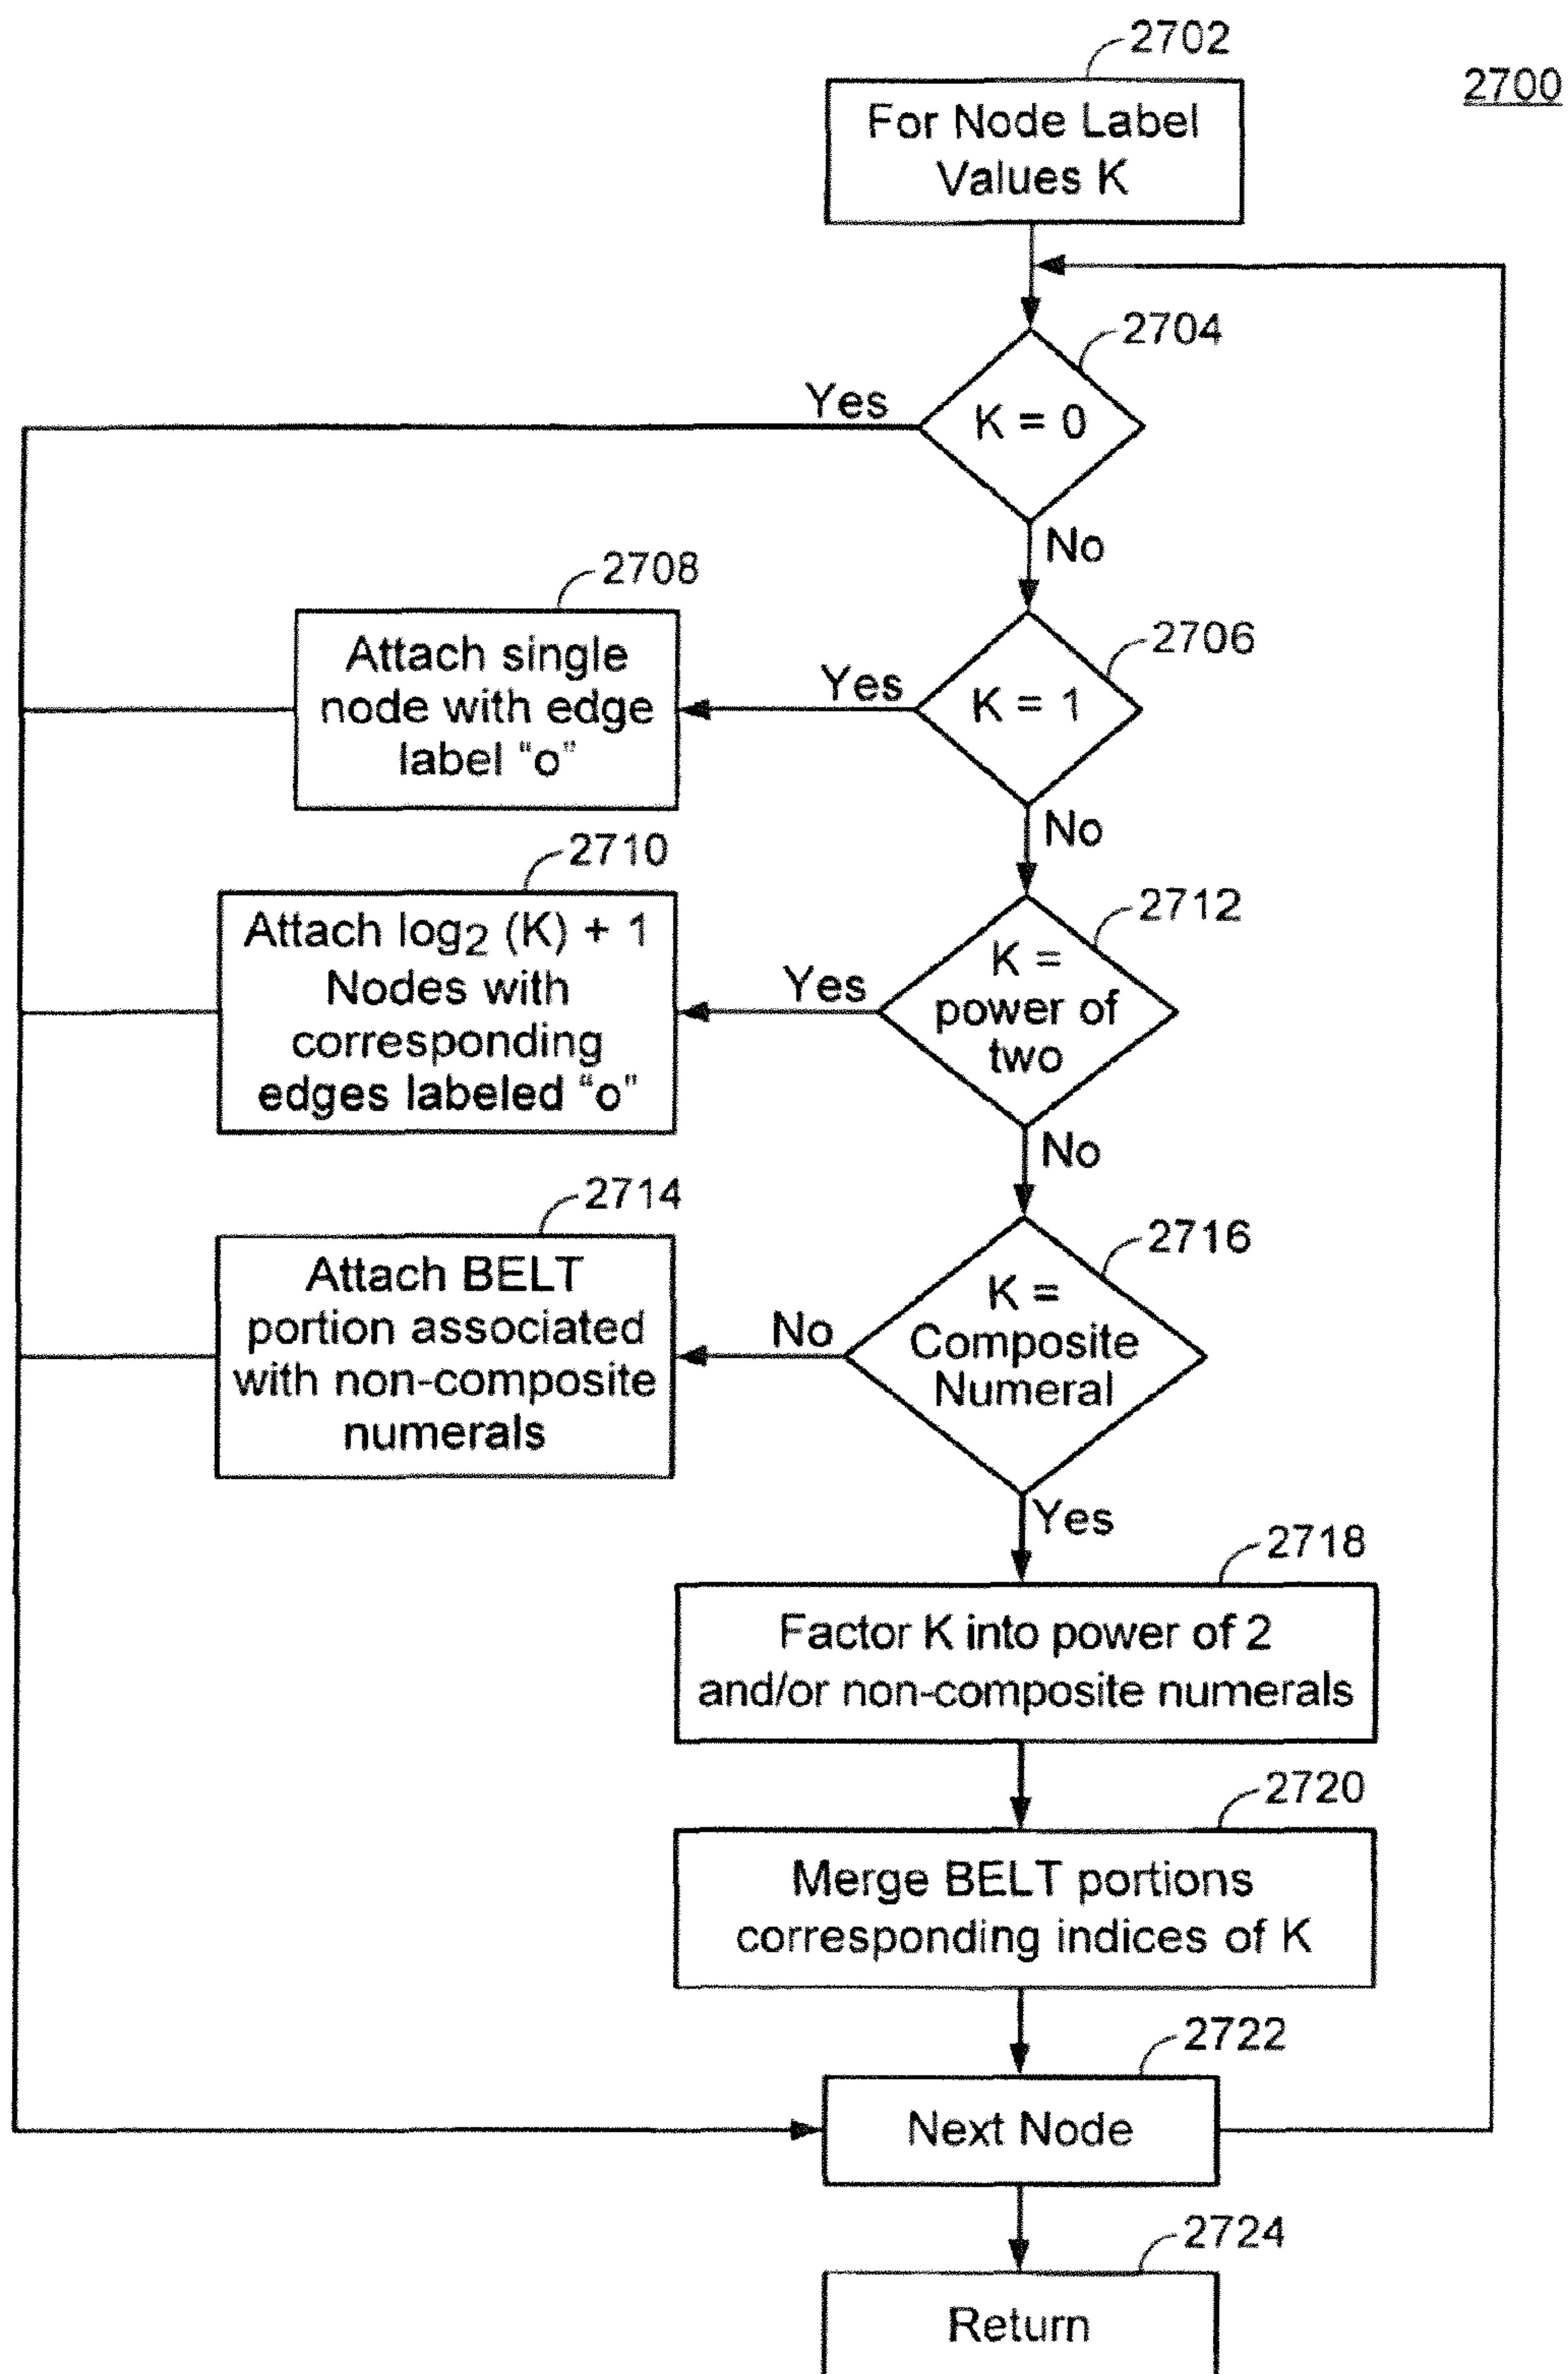 2702
2700
For Node Label
Values K
2704
Yes
K = 0
No
2708
Attach single
node with edge
label “o”
2706
Yes
K = 1
No
2710
Attach log2 (K) + 1
Nodes with
corresponding
edges labeled “o”
2712
Yes
K =
power of
two
No
2714
Attach BELT
portion associated
with non-composite
numerals
2716
No
K =
Composite
Numeral
Yes
2718
Factor K into power of 2
and/or non-composite numerals
2720
Merge BELT portions
corresponding indices of K
2722
Next Node
2724
Return